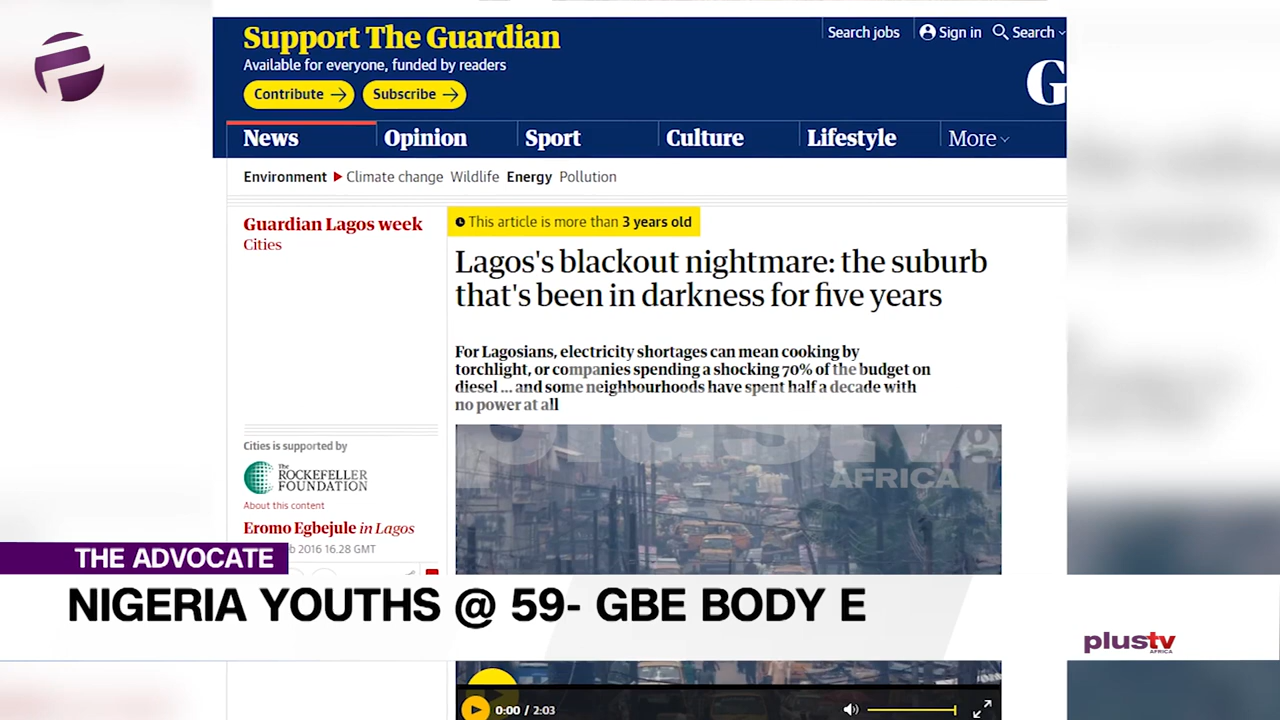 Support The Guardian
Available for everyone, funded by readers
Contribute
Subscribe
Search jobs
Sign in
Search
G
News
Opinion
Sport
Culture
Lifestyle
More
Environment
Climate change
Wildlife
Energy
Pollution
Guardian Lagos week
Cities
This article is more than 3 years old
Lagos's blackout nightmare: the suburb
that's been in darkness for five years
For Lagosians, electricity shortages can mean cooking by
torchlight, or companies spending a shocking 70% of the budget on
diesel ... and some neighbourhoods have spent half a decade with
no power at all
Cities is supported by
The
ROCKEFELLER
FOUNDATION
About this content
Eromo Egbejule in Lagos
2016 16.28 GMT
plustv
AFRICA
THE ADVOCATE
NIGERIA YOUTHS @ 59- GBE BODY E
plustv
AFRICA
0:00 / 2:03